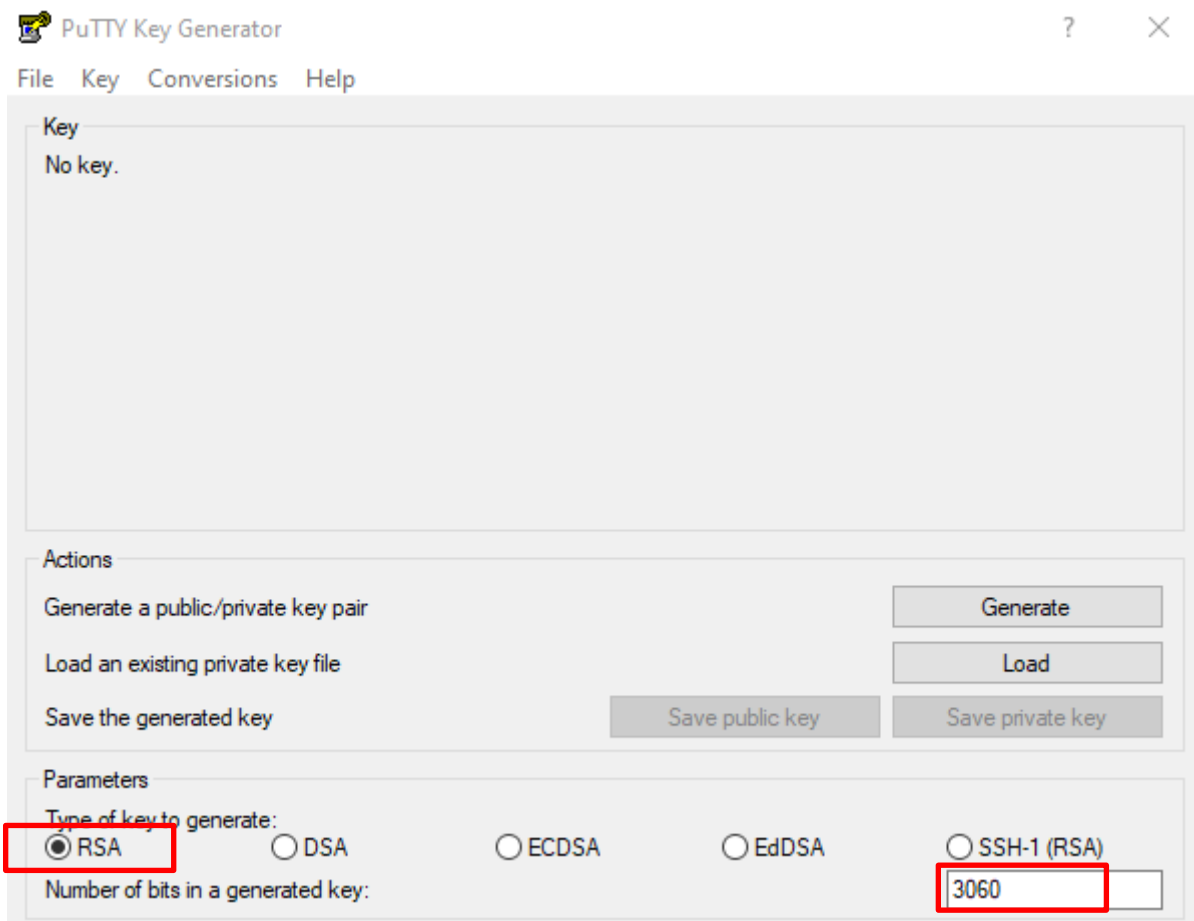 PuTTY Key Generator ?
File Key Conversions Help
Key
No key.
Actions
Generate a public/private key pair Generate
Load an existing private key file Load
Save the generated key Save public key Save private key
Parameters
Type of key to generate:
RSA DSA ECDSA EdDSA SSH-1 (RSA)
Number of bits in a generated key: 3060